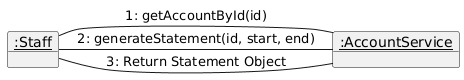 1: getAccountById(id)
:Staff
2: generateStatement(id, start, end)
:AccountService
3: Return Statement Object